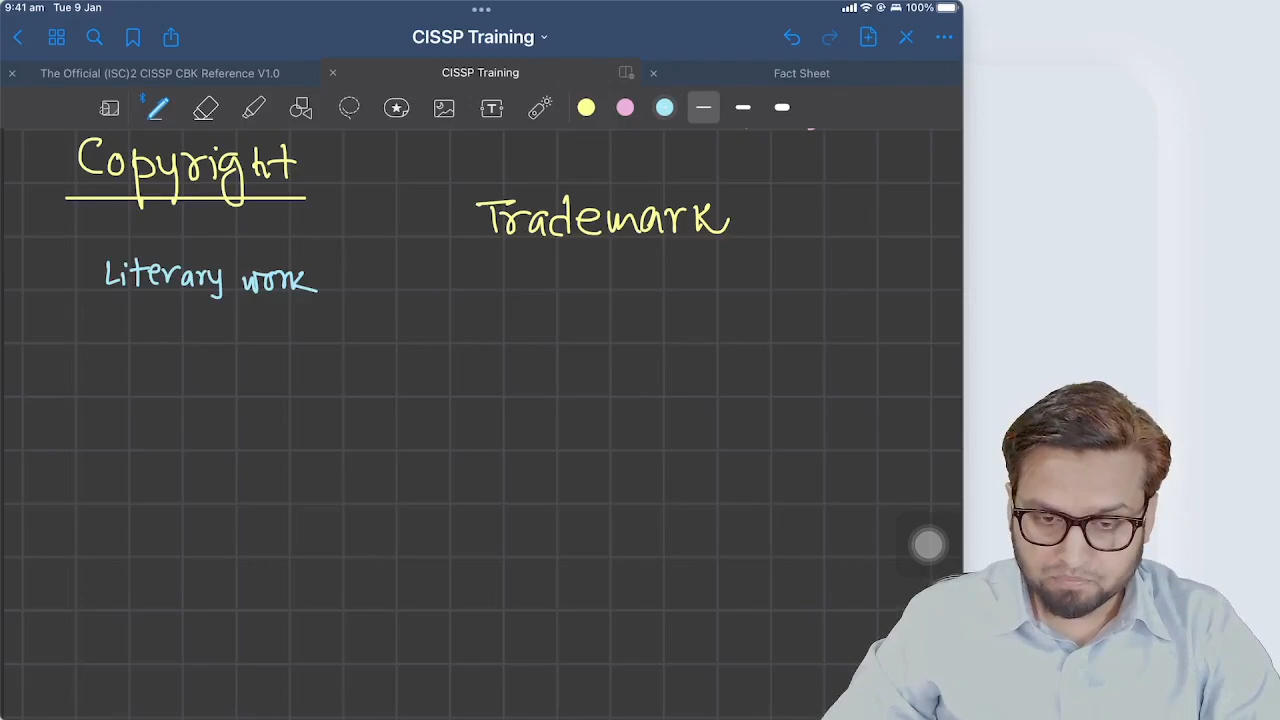 9:41 am Tue 9 Jan
100%
CISSP Training
The Official (ISC)2 CISSP CBK Reference V1.0
CISSP Training
Fact Sheet
Copyright
Trademark
Literary work